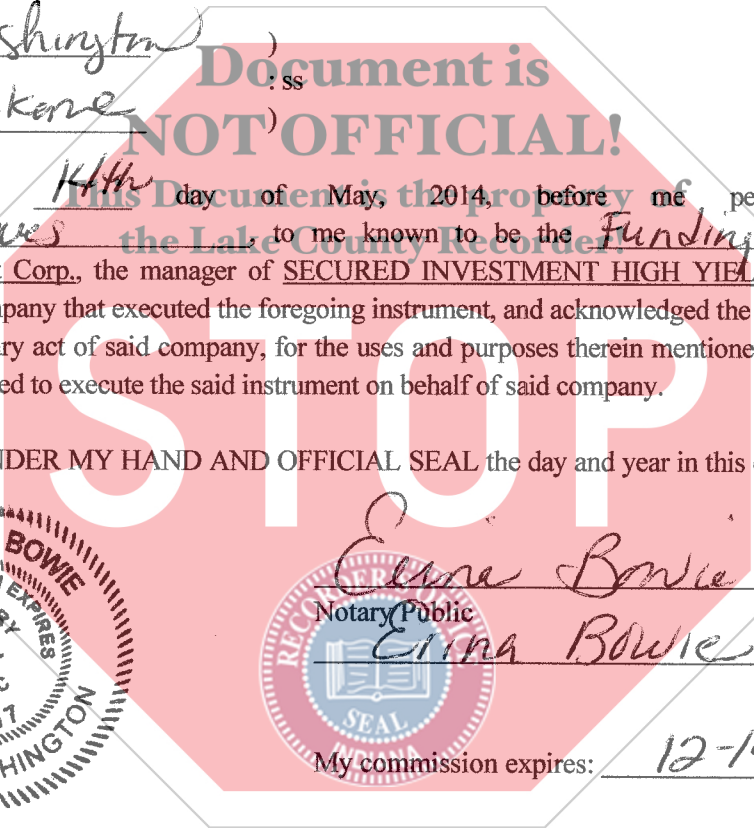 shington )
Document is
: ss
kane )
NOT OFFICIAL!
14th day of May, 2014, before me pe
This Document is the property of
ves, to me known to be the Funding
the Lake County Recorder!
Corp., the manager of SECURED INVESTMENT HIGH YIEL
pany that executed the foregoing instrument, and acknowledged the
ry act of said company, for the uses and purposes therein mentione
ed to execute the said instrument on behalf of said company.
STOP
NDER MY HAND AND OFFICIAL SEAL the day and year in this
BOWIE
EXPIRES
HINGTON
Erina Bowie
Notary Public
Erina Bowie
RECORDER'S OFFICE
SEAL
INDIANA
My commission expires: 12-1